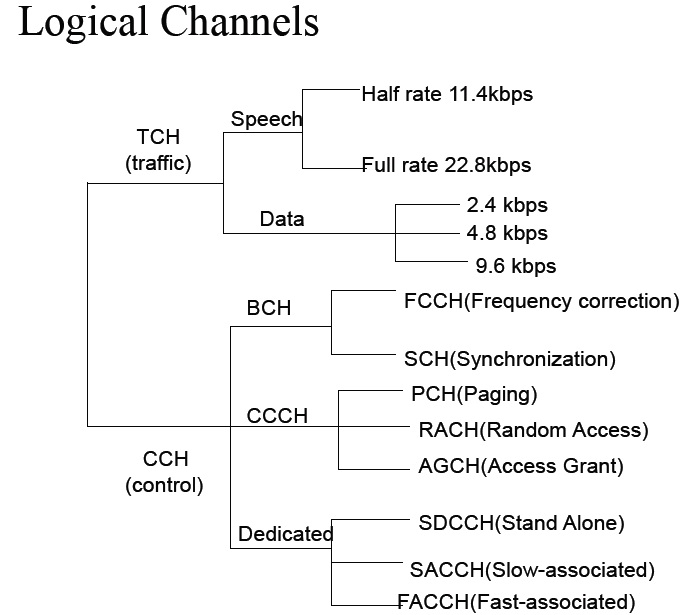 Logical Channels
Half rate 11.4kbps
Speech
TCH
(traffic)
Full rate 22.8kbps
2.4 kbps
Data
4.8 kbps
9.6 kbps
BCH
FCCH(Frequency correction)
SCH(Synchronization)
PCH(Paging)
CCCH
RACH(Random Access)
CCH
(control)
AGCH(Access Grant)
SDCCH(Stand Alone)
Dedicated
SACCH(Slow-associated)
FACCH(Fast-associated)